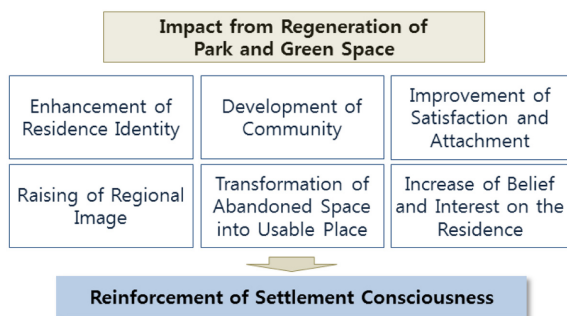 Impact from Regeneration of
Park and Green Space
Enhancement of
Residence Identity
Development of
Community
Improvement of
Satisfaction and
Attachment
Raising of Regional
Image
Transformation of
Abandoned Space
into Usable Place
Increase of Belief
and Interest on the
Residence
Reinforcement of Settlement Consciousness